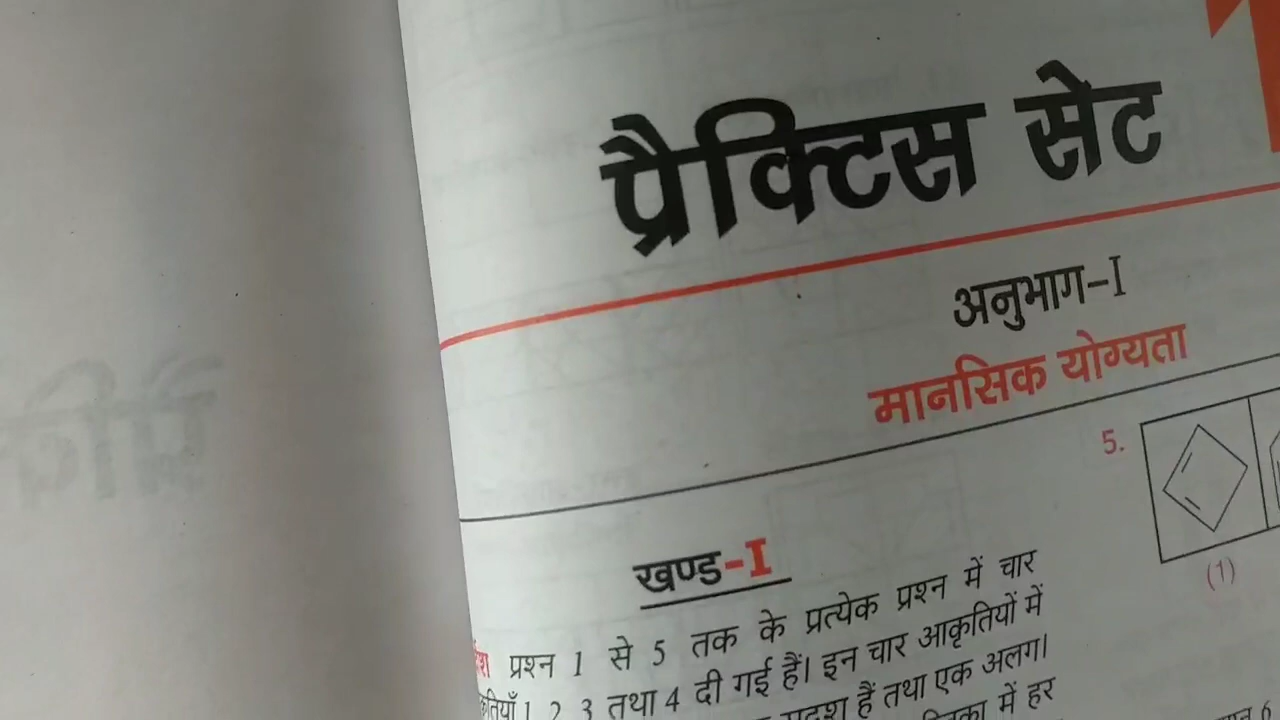 प्रैक्टिस सेट
अनुभाग-I
मानसिक योग्यता
खण्ड-I
प्रश्न 1 से 5 तक के प्रत्येक प्रश्न में चार
1, 2, 3 तथा 4 दी गई हैं। इन चार आकृतियों में
हैं तथा एक अलग।
में हर
5.
(1)
6